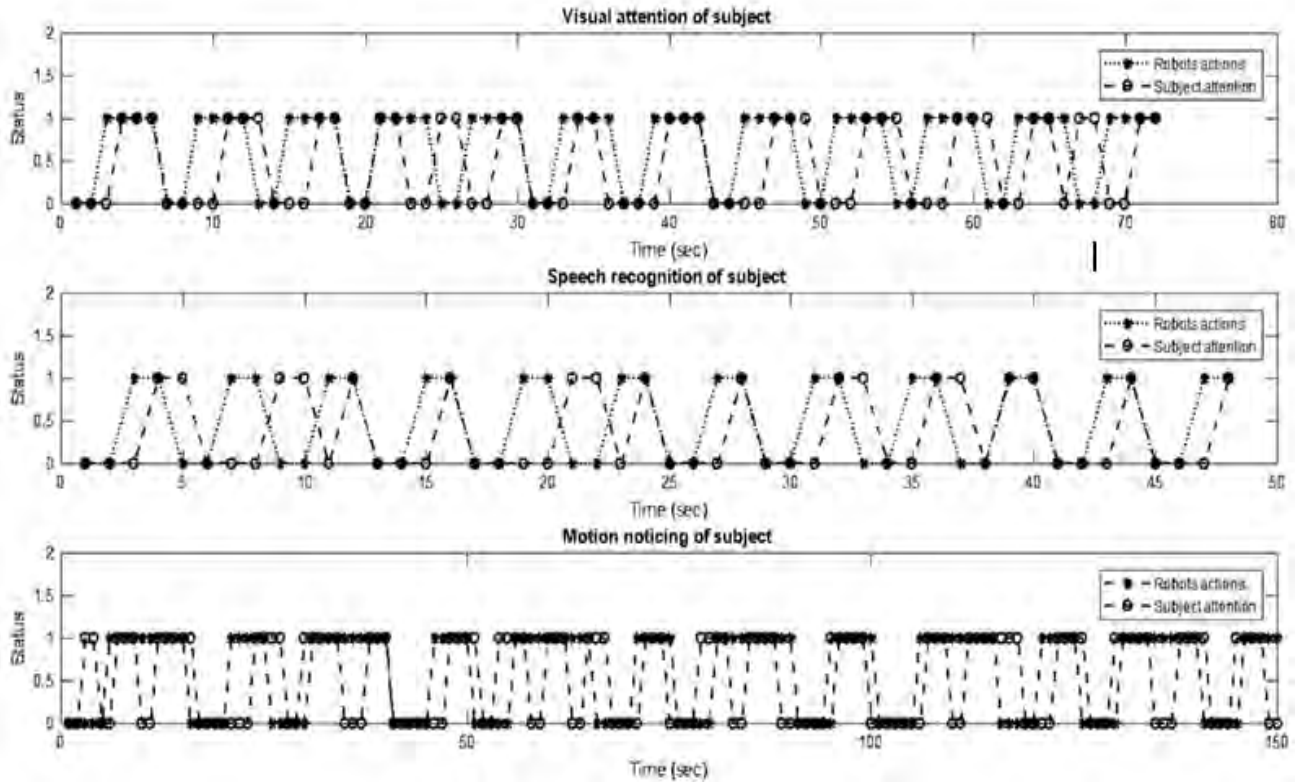 Visual attention of subject
2
1.5
1
0.5
0
Status
Robots actions
Subject attention
0 10 20 30 40 50 60 70 80
Time (sec)
Speech recognition of subject
2
1.5
1
0.5
0
Status
Robots actions
Subject attention
0 5 10 15 20 25 30 35 40 45 50
Time (sec)
Motion noticing of subject
2
1.5
1
0.5
0
Status
Robots actions
Subject attention
0 50 100 150
Time (sec)